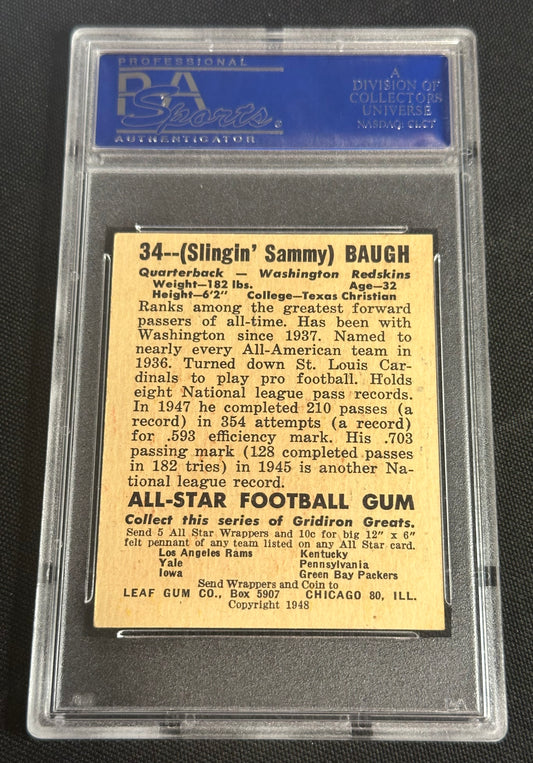 PROFESSIONAL
PSA
Sports
AUTHENTICATOR
A
DIVISION OF
COLLECTORS
UNIVERSE
NASDAQ: CLCT
34--(Slingin' Sammy) BAUGH
Quarterback — Washington Redskins
Weight—182 lbs. Age—32
Height—6'2" College—Texas Christian
Ranks among the greatest forward
passers of all-time. Has been with
Washington since 1937. Named to
nearly every All-American team in
1936. Turned down St. Louis Car-
dinals to play pro football. Holds
eight National league pass records.
In 1947 he completed 210 passes (a
record) in 354 attempts (a record)
for .593 efficiency mark. His .703
passing mark (128 completed passes
in 182 tries) in 1945 is another Na-
tional league record.
ALL-STAR FOOTBALL GUM
Collect this series of Gridiron Greats.
Send 5 All Star Wrappers and 10c for big 12" x 6"
felt pennant of any team listed on any All Star card.
Los Angeles Rams Kentucky
Yale Pennsylvania
Iowa Green Bay Packers
Send Wrappers and Coin to
LEAF GUM CO., Box 5907 CHICAGO 80, ILL.
Copyright 1948